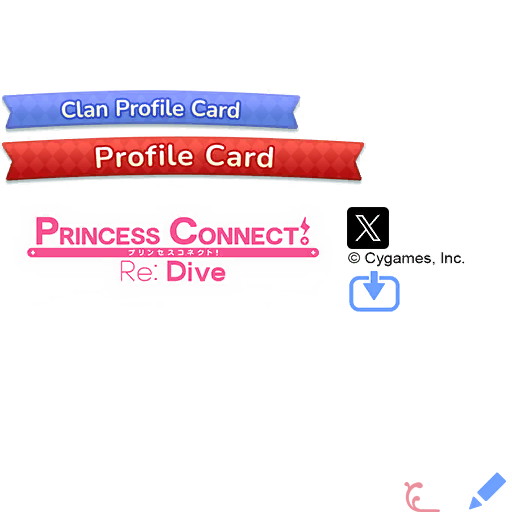 Clan Profile Card
Profile Card
PRINCESS CONNECT!
プリンセスコネクト!
Re: Dive
X
© Cygames, Inc.